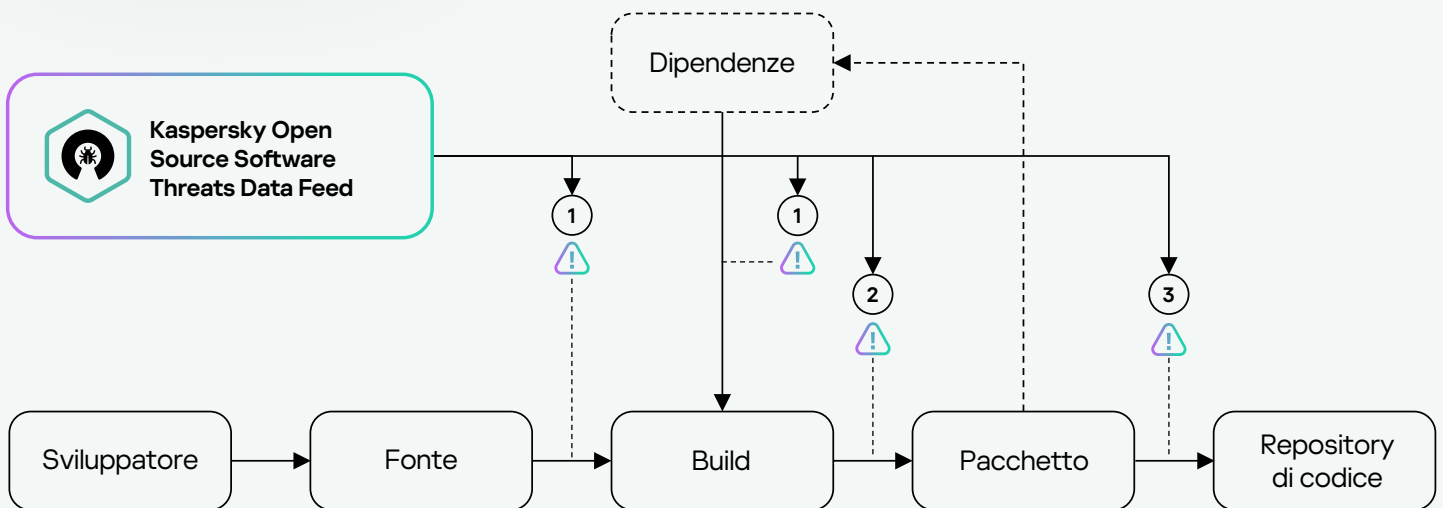 Dipendenze
Kaspersky Open
Source Software
Threats Data Feed
1
1
2
3
Sviluppatore
Fonte
Build
Pacchetto
Repository
di codice